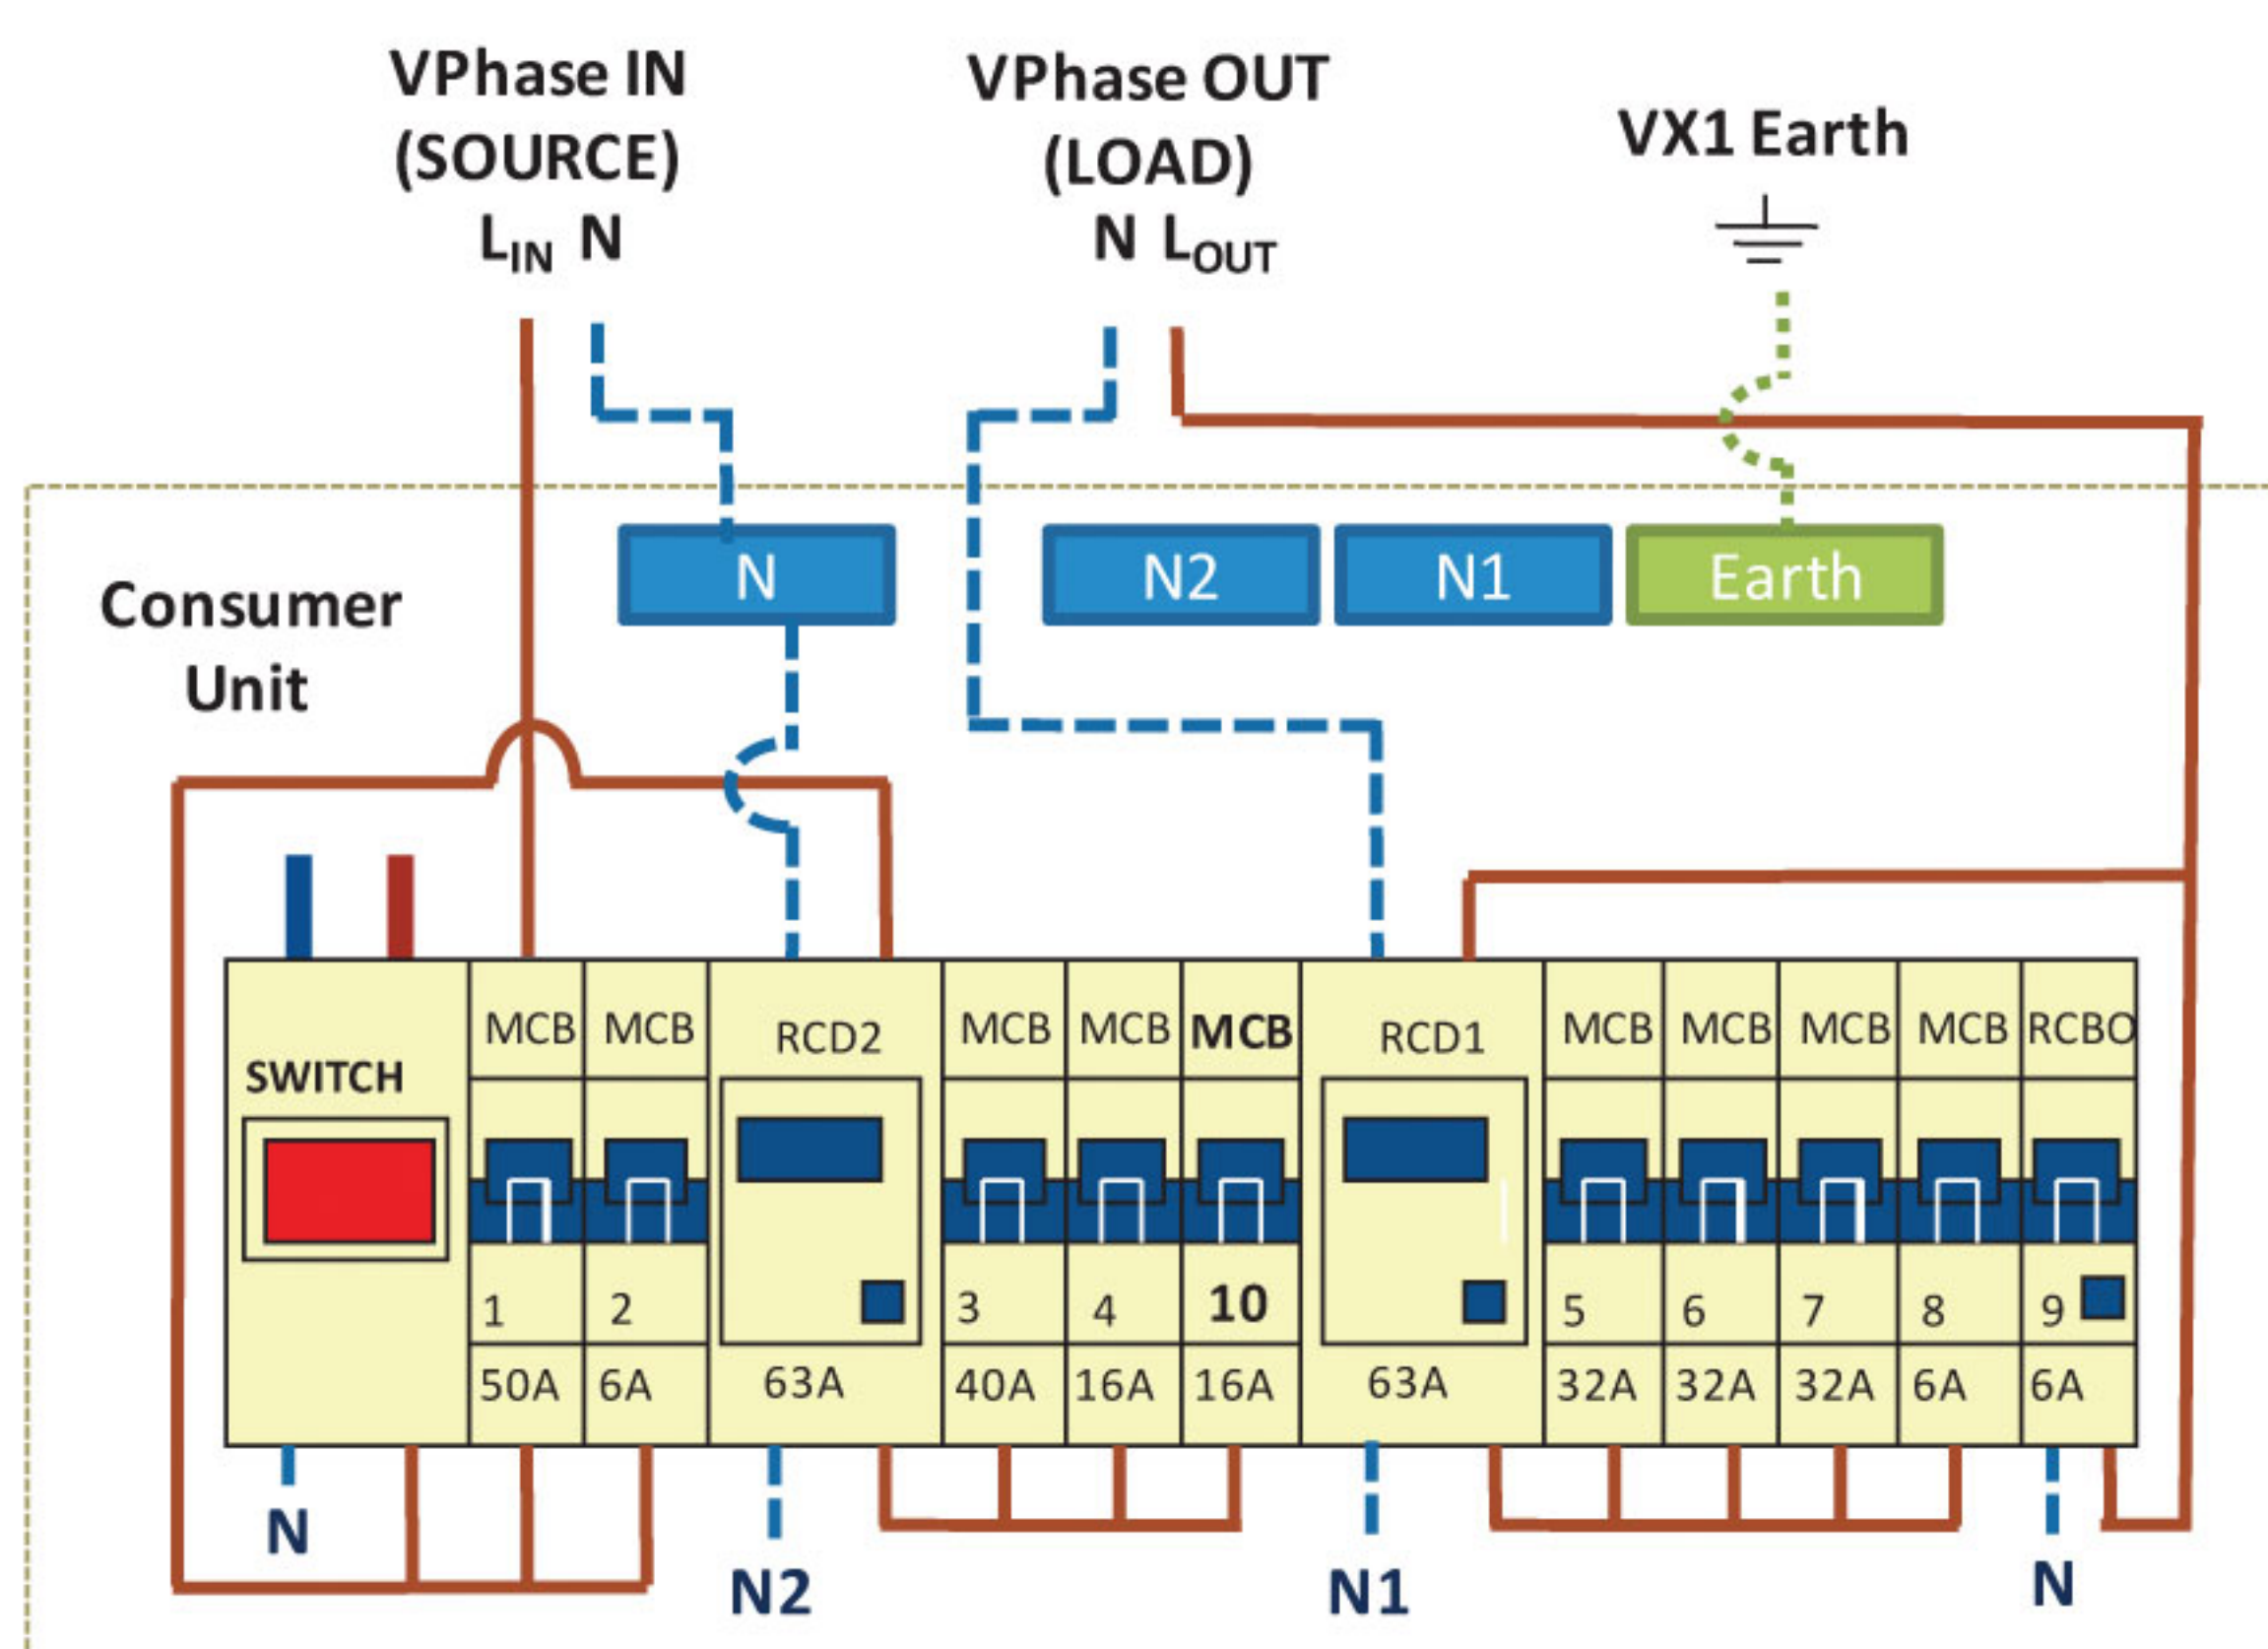 VPhase IN
(SOURCE)
LIN N
VPhase OUT
(LOAD)
N LOUT
VX1 Earth
Consumer
Unit
N
N2
N1
Earth
SWITCH
MCB
MCB
RCD2
MCB
MCB
MCB
RCD1
MCB
MCB
MCB
MCB
RCBO
1
2
3
4
10
5
6
7
8
9
50A
6A
63A
40A
16A
16A
63A
32A
32A
32A
6A
6A
N
N2
N1
N